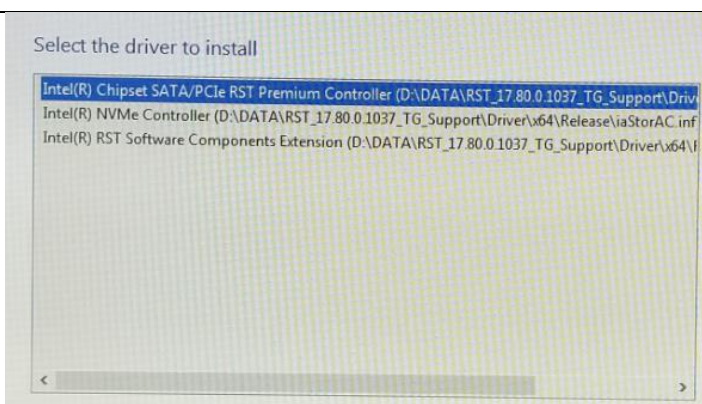 Select the driver to install
Intel(R) Chipset SATA/PCIe RST Premium Controller (D:\DATA\RST_17.80.0.1037_TG_Support\Driv
Intel(R) NVMe Controller (D:\DATA\RST_17.80.0.1037_TG_Support\Driver\x64\Release\iaStorAC.inf
Intel(R) RST Software Components Extension (D:\DATA\RST_17.80.0.1037_TG_Support\Driver\x64\